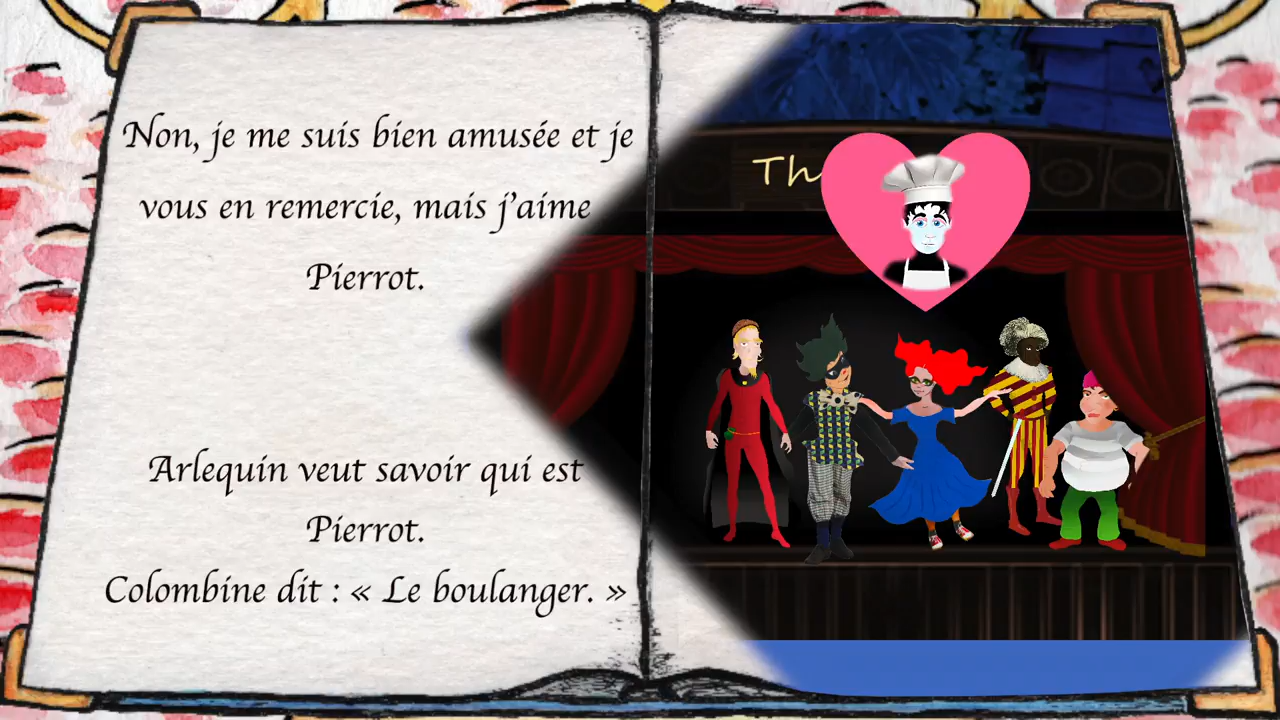 Non, je me suis bien amusée et je
vous en remercie, mais j'aime
Pierrot.
Arlequin veut savoir qui est
Pierrot.
Colombine dit : « Le boulanger. »
Th